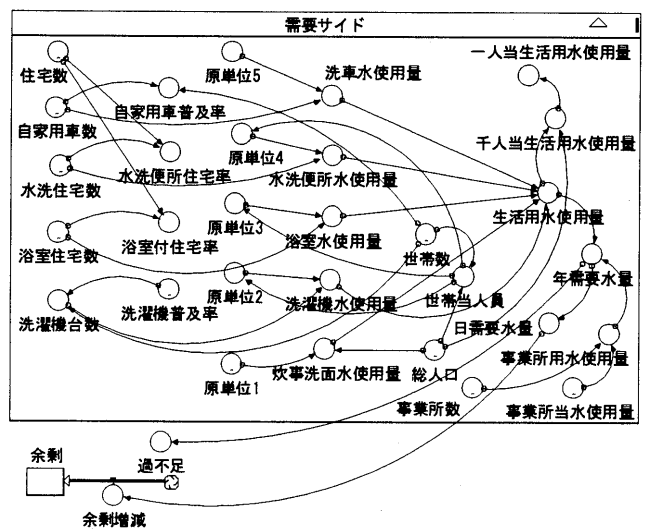 需要サイド
住宅数
原単位5
洗車水使用量
一人当生活用水使用量
自家用車普及率
自家用車数
原単位4
千人当生活用水使用量
水洗便所住宅率
水洗便所水使用量
水洗住宅数
生活用水使用量
原単位3
浴室水使用量
浴室住宅数
浴室付住宅率
世帯数
年需要水量
原単位2
洗濯機水使用量
世帯当人員
洗濯機普及率
洗濯機台数
日需要水量
事業所用水使用量
原単位1
炊事洗面水使用量
総人口
事業所数
事業所当水使用量
余剰
過不足
余剰増減